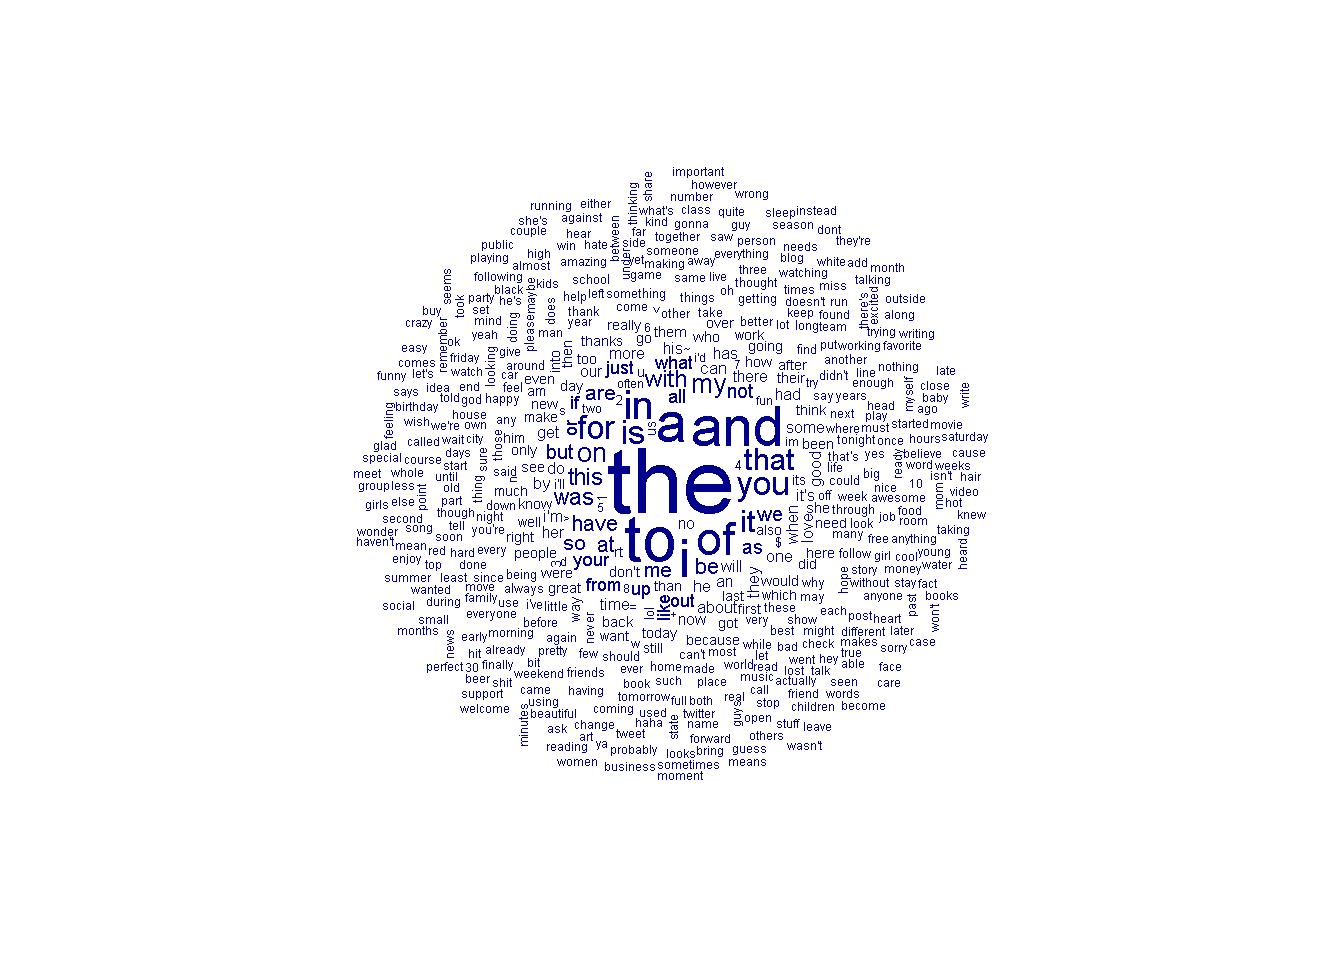 important
however
share
thinking
number
wrong
running
either
what's
class
quite
sleep
instead
she's
against
between
kind
gonna
guy
season
dont
couple
hear
far
together
saw
person
needs
they're
public
win
hate
side
someone
everything
blog
playing
high
amazing
under
yet
making
away
three
white
add
month
almost
seems
following
kids
school
game
same
live
thought
watching
talking
black
took
party
he's
maybe
please
help
left
something
things
oh
getting
times
miss
doesn't
run
there's
excited
outside
buy
set
doing
does
thank
come
v
other
take
over
better
keep
found
along
crazy
mind
yeah
man
year
really
6
them
who
work
lot
long
team
trying
writing
easy
remember
ok
looking
give
into
then
thanks
go
his
~
i'd
has
going
find
put
working
favorite
comes
friday
around
too
more
what
7
how
after
another
nothing
late
funny
let's
watch
car
even
our
just
u
with
can
there
their
try
didn't
line
enough
myself
close
write
says
idea
end
feel
am
day
are
often
my
not
had
say
years
baby
birthday
told
god
happy
new
s
if
2
in
all
fun
think
next
head
ago
feeling
wish
we're
house
own
any
make
two
or
for
is
us
a
and
some
where
play
must
started
movie
glad
called
wait
city
sure
those
him
get
but
on
the
that
4
im
been
tonight
once
hours
saturday
special
course
days
only
this
you
good
that's
yes
ready
believe
cause
meet
whole
start
said
see
do
life
big
word
weeks
group
less
until
thing
no
by
i'll
was
its
could
nice
10
isn't
hair
girls
else
point
old
part
much
down
know
5
1
it's
off
week
awesome
mom
video
second
though
night
i'm
>
have
to
i
no
of
it
we
when
love
she
through
food
hot
wonder
song
tell
you're
well
her
also
$
need
look
job
room
knew
haven't
soon
right
so
at
rt
as
one
many
free
anything
taking
mean
red
hard
every
people
3
d
your
here
follow
girl
cool
young
heard
enjoy
top
done
being
were
don't
me
be
will
they
did
hope
story
money
water
summer
least
since
great
from
8
up
than
he
an
would
why
without
stay
fact
wanted
move
always
last
which
may
anyone
books
social
during
family
use
i've
little
way
time
=
lol
like
out
about
first
these
each
post
heart
past
won't
small
everyone
before
never
back
+
now
got
very
show
months
news
early
morning
again
want
w
today
because
best
might
different
later
hit
already
pretty
few
should
still
can't
most
while
bad
check
makes
true
sorry
case
perfect
30
finally
bit
ever
home
made
world
read
let
went
hey
able
face
beer
shit
weekend
friends
book
such
place
music
lost
talk
actually
seen
care
support
came
having
tomorrow
full
both
real
call
friend
words
welcome
using
coming
used
twitter
guys
stop
children
become
minutes
beautiful
change
haha
state
name
open
stuff
leave
ask
art
tweet
forward
others
reading
ya
probably
looks
bring
guess
wasn't
women
business
sometimes
means
moment